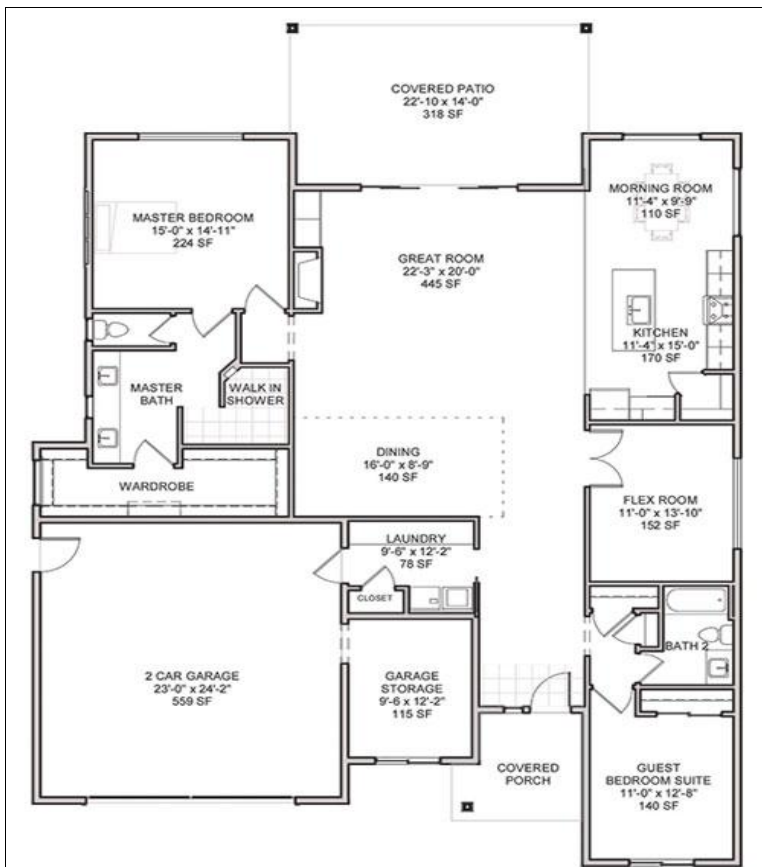 COVERED PATIO
22'-10 x 14'-0"
318 SF
MASTER BEDROOM
15'-0" x 14'-11"
224 SF
MORNING ROOM
11'-4" x 9'-9"
110 SF
GREAT ROOM
22'-3" x 20'-0"
445 SF
KITCHEN
11'-4" x 15'-0"
170 SF
MASTER
BATH
WALK IN
SHOWER
DINING
16'-0" x 8'-9"
140 SF
WARDROBE
FLEX ROOM
11'-0" x 13'-10"
152 SF
LAUNDRY
9'-6" x 12'-2"
78 SF
CLOSET
BATH 2
2 CAR GARAGE
23'-0" x 24'-2"
559 SF
GARAGE
STORAGE
9'-6 x 12'-2"
115 SF
COVERED
PORCH
GUEST
BEDROOM SUITE
11'-0" x 12'-8"
140 SF